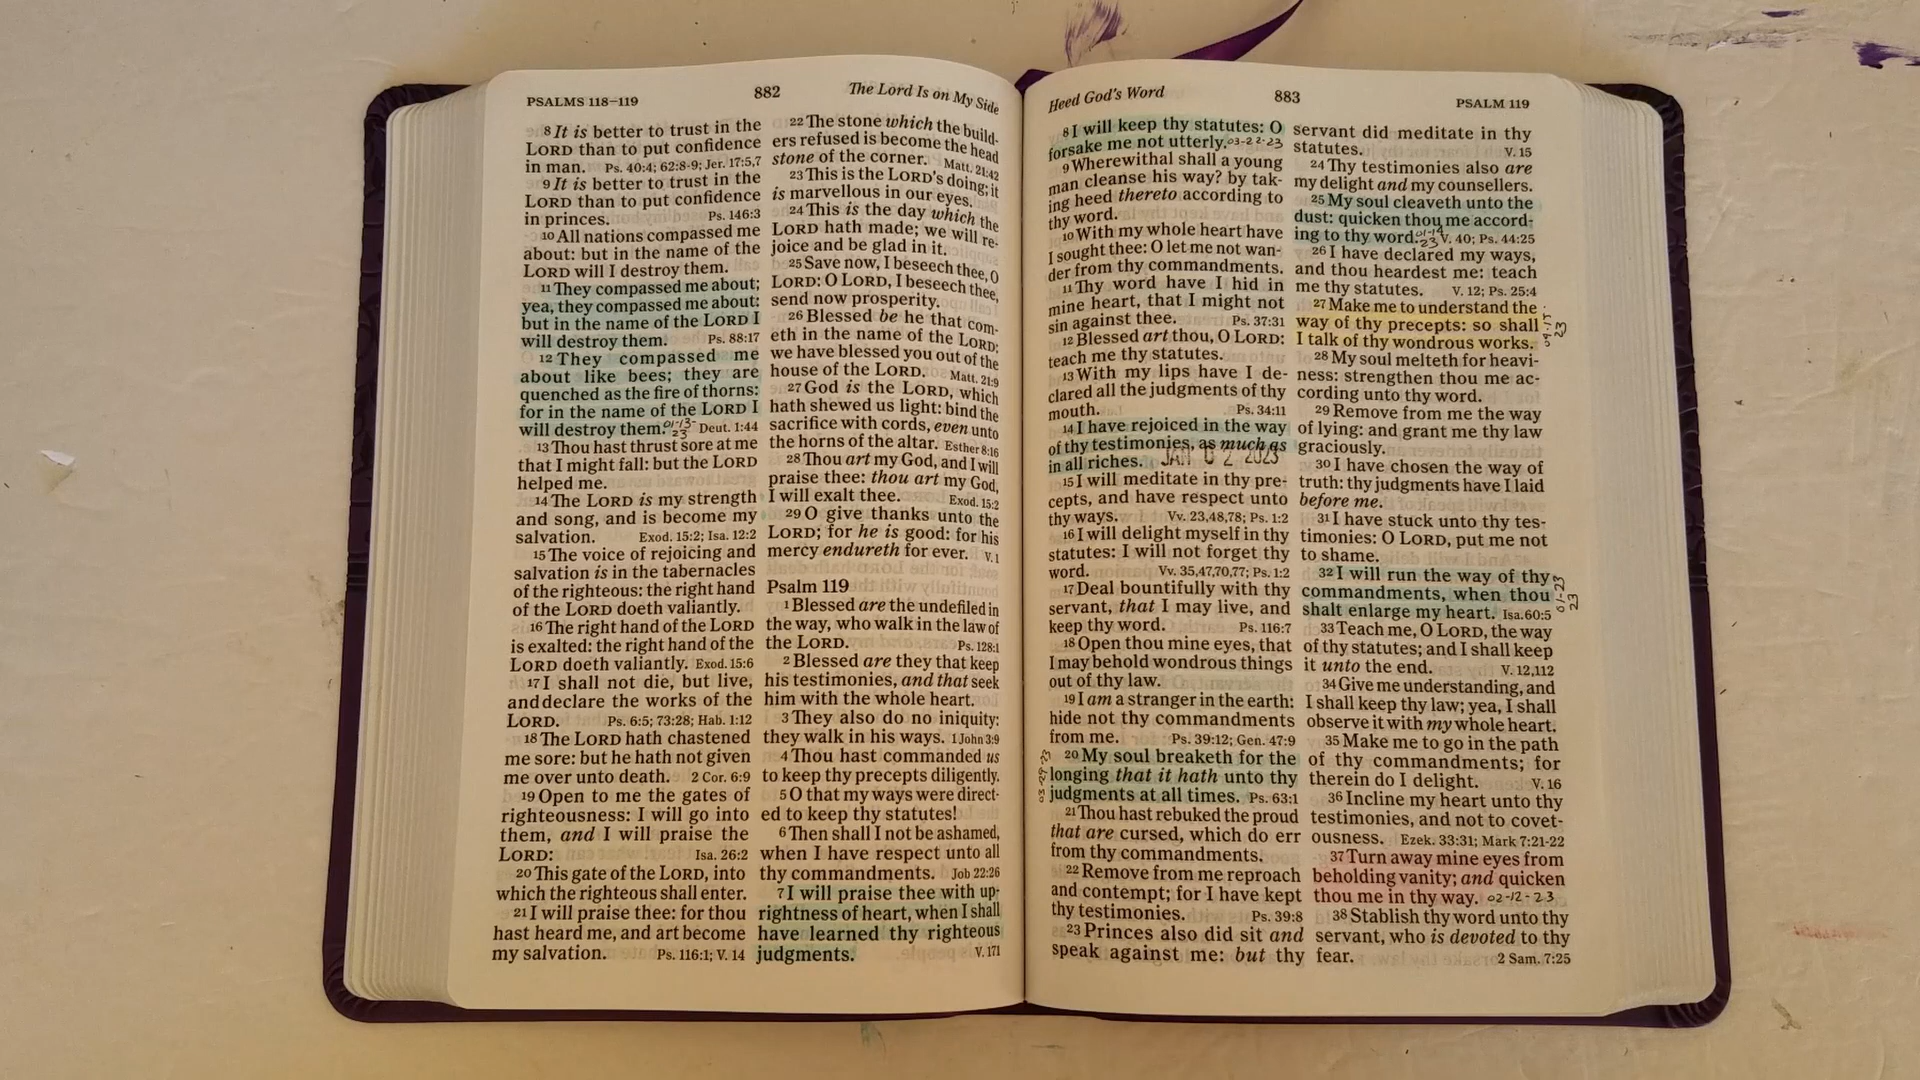 PSALMS 118–119
882
The Lord Is on My Side
8 It is better to trust in the
LORD than to put confidence
in man. Ps. 40:4; 62:8-9; Jer. 17:5,7
9 It is better to trust in the
LORD than to put confidence
in princes. Ps. 146:3
10 All nations compassed me
about: but in the name of the
LORD will I destroy them.
11 They compassed me about;
yea, they compassed me about:
but in the name of the LORD I
will destroy them. Ps. 88:17
12 They compassed me
about like bees; they are
quenched as the fire of thorns:
for in the name of the LORD I
will destroy them. 01-13-23 Deut. 1:44
13 Thou hast thrust sore at me
that I might fall: but the LORD
helped me.
14 The LORD is my strength
and song, and is become my
salvation. Exod. 15:2; Isa. 12:2
15 The voice of rejoicing and
salvation is in the tabernacles
of the righteous: the right hand
of the LORD doeth valiantly.
16 The right hand of the LORD
is exalted: the right hand of the
LORD doeth valiantly. Exod. 15:6
17 I shall not die, but live,
and declare the works of the
LORD. Ps. 6:5; 73:28; Hab. 1:12
18 The LORD hath chastened
me sore: but he hath not given
me over unto death. 2 Cor. 6:9
19 Open to me the gates of
righteousness: I will go into
them, and I will praise the
LORD: Isa. 26:2
20 This gate of the LORD, into
which the righteous shall enter.
21 I will praise thee: for thou
hast heard me, and art become
my salvation. Ps. 116:1; V. 14
22 The stone which the build-
ers refused is become the head
stone of the corner. Matt. 21:42
23 This is the LORD's doing; it
is marvellous in our eyes.
24 This is the day which the
LORD hath made; we will re-
joice and be glad in it.
25 Save now, I beseech thee, O
LORD: O LORD, I beseech thee,
send now prosperity.
26 Blessed be he that com-
eth in the name of the LORD:
we have blessed you out of the
house of the LORD. Matt. 21:9
27 God is the LORD, which
hath shewed us light: bind the
sacrifice with cords, even unto
the horns of the altar. Esther 8:16
28 Thou art my God, and I will
praise thee: thou art my God,
I will exalt thee. Exod. 15:2
29 O give thanks unto the
LORD; for he is good: for his
mercy endureth for ever. V. 1
Psalm 119
1 Blessed are the undefiled in
the way, who walk in the law of
the LORD. Ps. 128:1
2 Blessed are they that keep
his testimonies, and that seek
him with the whole heart.
3 They also do no iniquity:
they walk in his ways. 1 John 3:9
4 Thou hast commanded us
to keep thy precepts diligently.
5 O that my ways were direct-
ed to keep thy statutes!
6 Then shall I not be ashamed,
when I have respect unto all
thy commandments. Job 22:26
7 I will praise thee with up-
rightness of heart, when I shall
have learned thy righteous
judgments. V. 171
Heed God's Word
883
PSALM 119
8 I will keep thy statutes: O
forsake me not utterly. 03-22-23
9 Wherewithal shall a young
man cleanse his way? by tak-
ing heed thereto according to
thy word.
10 With my whole heart have
I sought thee: O let me not wan-
der from thy commandments.
11 Thy word have I hid in
mine heart, that I might not
sin against thee. Ps. 37:31
12 Blessed art thou, O LORD:
teach me thy statutes.
13 With my lips have I de-
clared all the judgments of thy
mouth. Ps. 34:11
14 I have rejoiced in the way
of thy testimonies, as much as
in all riches. JAN 02 2023
15 I will meditate in thy pre-
cepts, and have respect unto
thy ways. Vv. 23,48,78; Ps. 1:2
16 I will delight myself in thy
statutes: I will not forget thy
word. Vv. 35,47,70,77; Ps. 1:2
17 Deal bountifully with thy
servant, that I may live, and
keep thy word. Ps. 116:7
18 Open thou mine eyes, that
I may behold wondrous things
out of thy law.
19 I am a stranger in the earth:
hide not thy commandments
from me. Ps. 39:12; Gen. 47:9
20 My soul breaketh for the
longing that it hath unto thy
judgments at all times. Ps. 63:1
21 Thou hast rebuked the proud
that are cursed, which do err
from thy commandments.
22 Remove from me reproach
and contempt; for I have kept
thy testimonies. Ps. 39:8
23 Princes also did sit and
speak against me: but thy
servant did meditate in thy
statutes. V. 15
24 Thy testimonies also are
my delight and my counsellors.
25 My soul cleaveth unto the
dust: quicken thou me accord-
ing to thy word. V. 40; Ps. 44:25
26 I have declared my ways,
and thou heardest me: teach
me thy statutes. V. 12; Ps. 25:4
27 Make me to understand the
way of thy precepts: so shall
I talk of thy wondrous works.
28 My soul melteth for heavi-
ness: strengthen thou me ac-
cording unto thy word.
29 Remove from me the way
of lying: and grant me thy law
graciously.
30 I have chosen the way of
truth: thy judgments have I laid
before me.
31 I have stuck unto thy tes-
timonies: O LORD, put me not
to shame.
32 I will run the way of thy
commandments, when thou
shalt enlarge my heart. Isa. 60:5
01-23
23
33 Teach me, O LORD, the way
of thy statutes; and I shall keep
it unto the end. V. 12,112
34 Give me understanding, and
I shall keep thy law; yea, I shall
observe it with my whole heart.
35 Make me to go in the path
of thy commandments; for
therein do I delight. V. 16
36 Incline my heart unto thy
testimonies, and not to covet-
ousness. Ezek. 33:31; Mark 7:21-22
37 Turn away mine eyes from
beholding vanity; and quicken
thou me in thy way. 02-12-23
38 Stablish thy word unto thy
servant, who is devoted to thy
fear. 2 Sam. 7:25